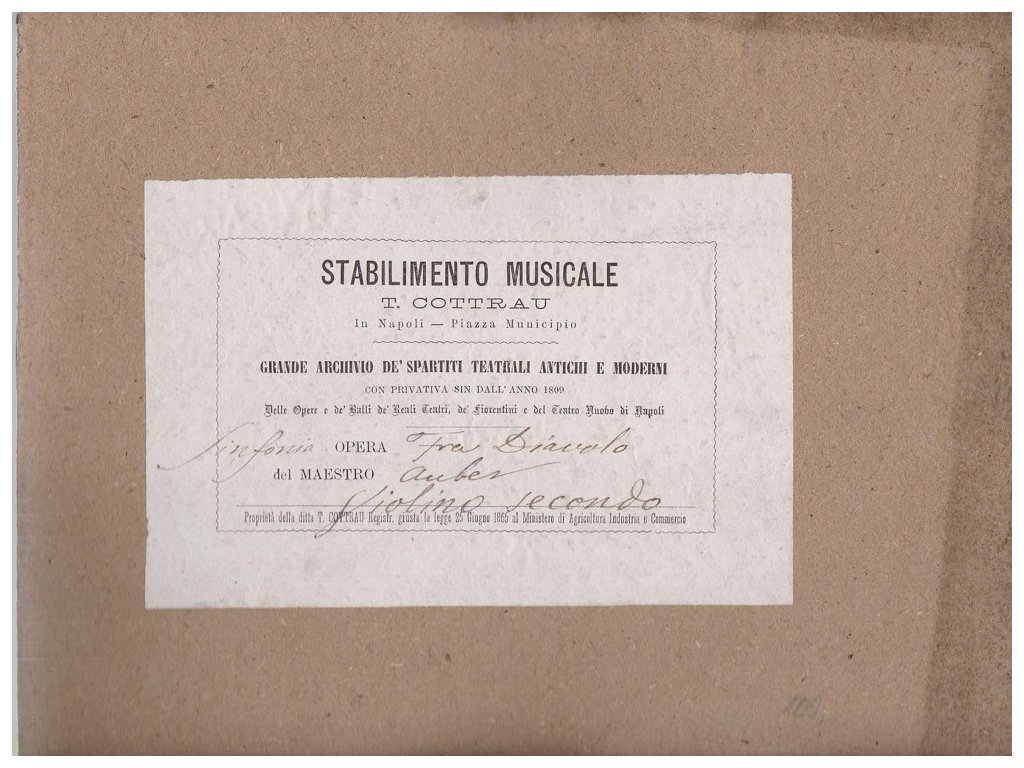 STABILIMENTO MUSICALE
T. COTTRAU
In Napoli — Piazza Municipio
GRANDE ARCHIVIO DE' SPARTITI TEATRALI ANTICHI E MODERNI
CON PRIVATIVA SIN DALL'ANNO 1809
Delle Opere e de' Balli de' Reali Teatri, de' Fiorentini e del Teatro Nuovo di Napoli
Sinfonia OPERA Fra Diavolo
del MAESTRO Auber
Violino secondo
Proprietà della ditta T. COTTRAU Registr. giusta la legge 25 Giugno 1865 al Ministero di Agricoltura Industria e Commercio